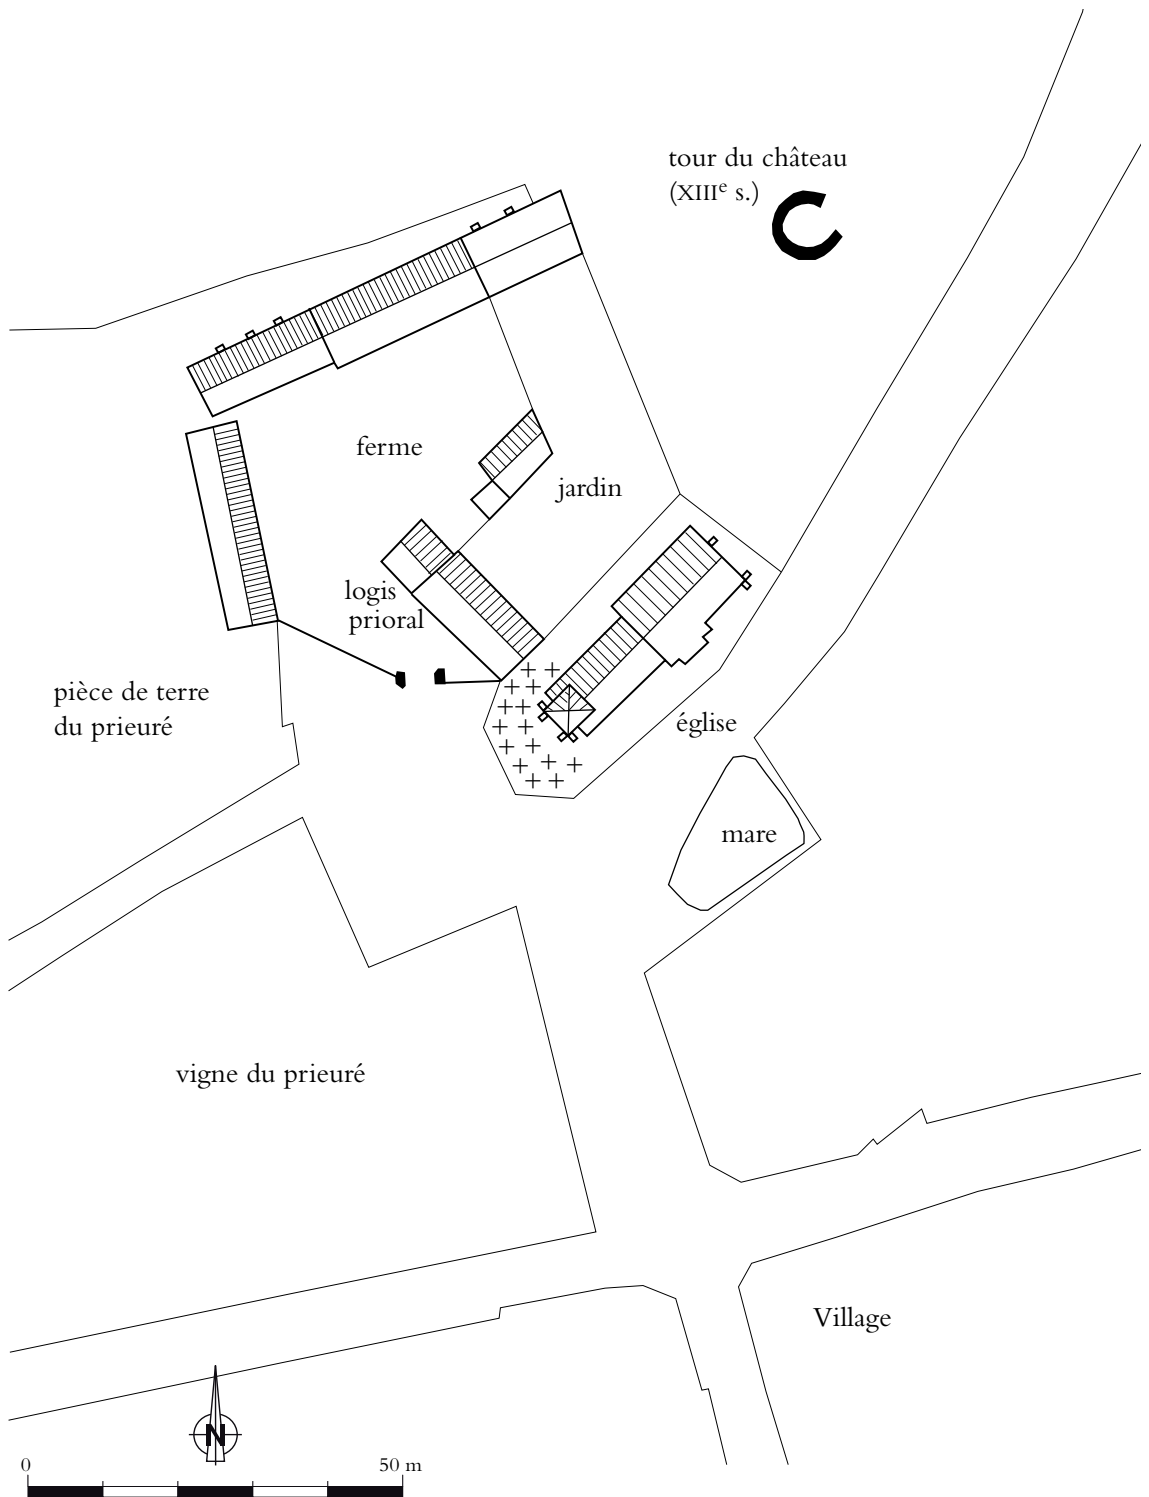 tour du château
(XIIIe s.)
ferme
jardin
logis
prioral
pièce de terre
du prieuré
église
mare
vigne du prieuré
Village
N
0 50 m